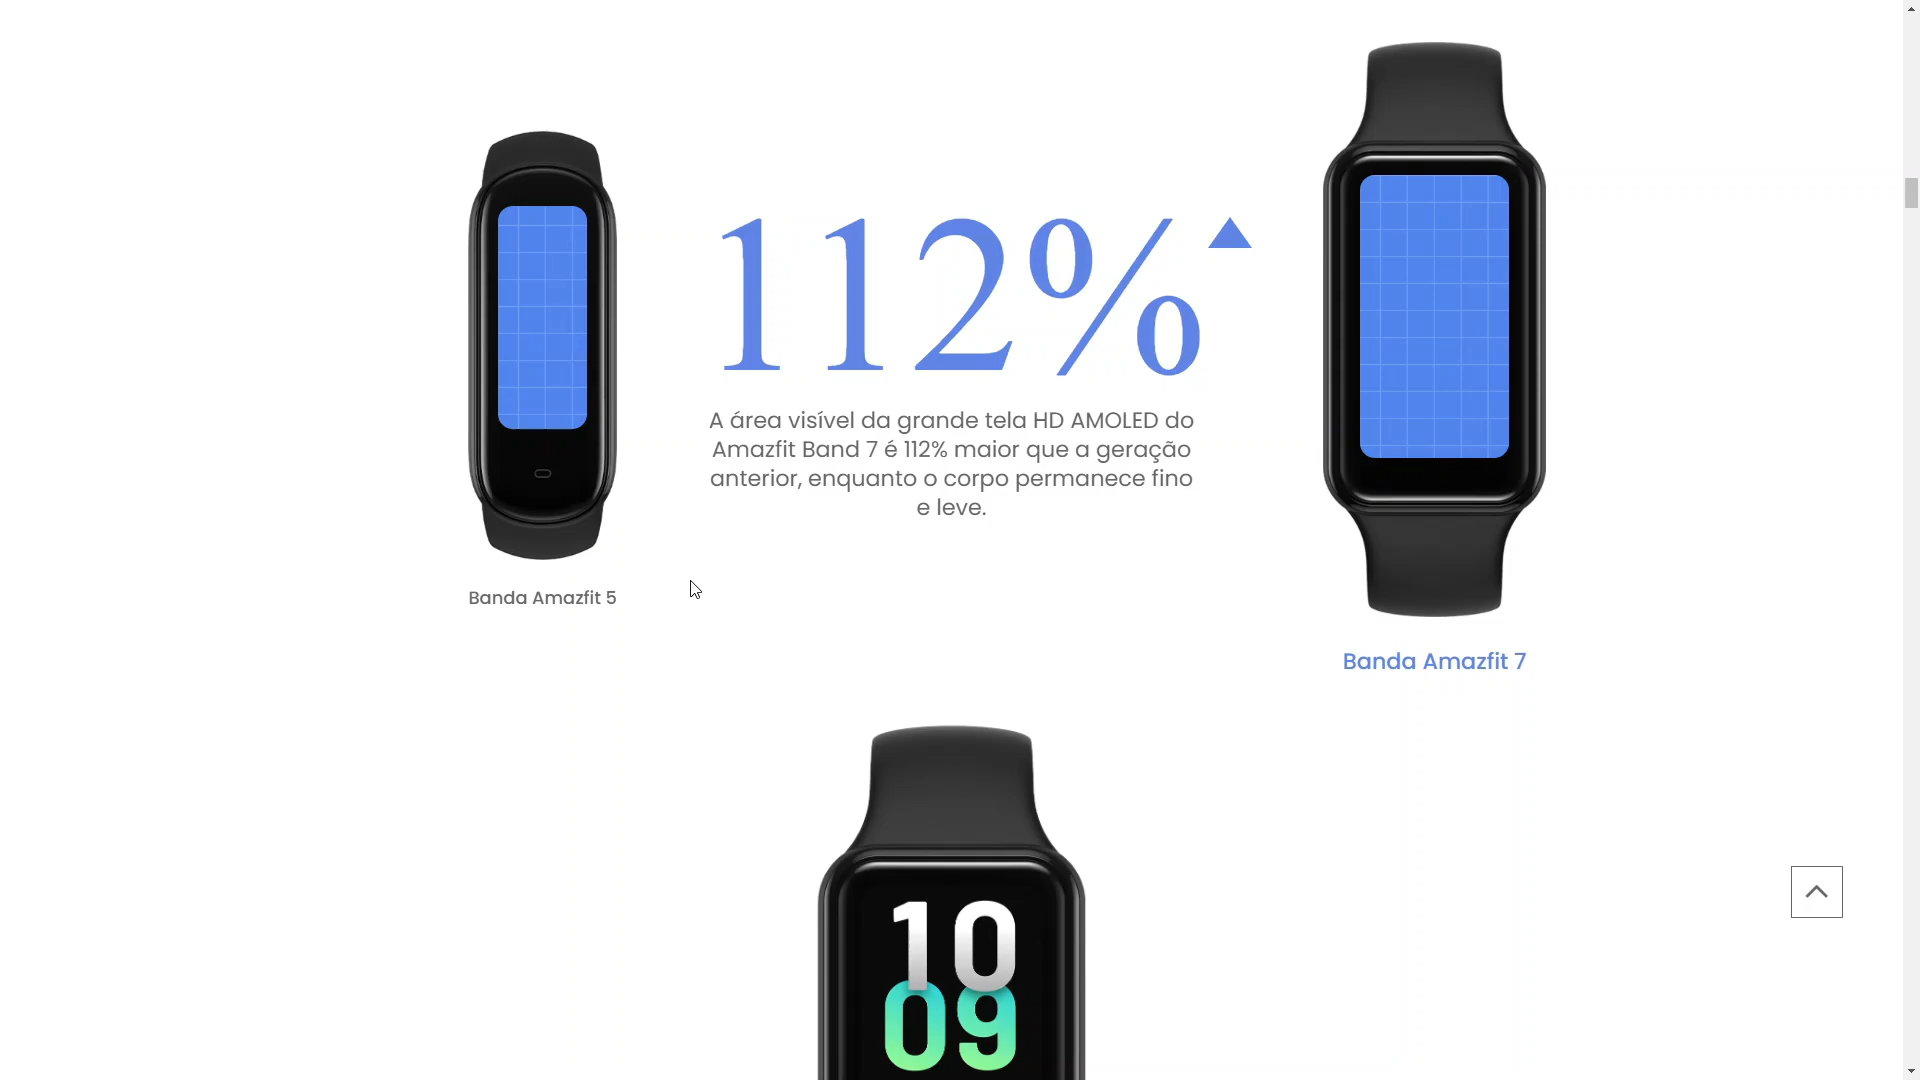 112%
A área visível da grande tela HD AMOLED do
Amazfit Band 7 é 112% maior que a geração
anterior, enquanto o corpo permanece fino
e leve.
Banda Amazfit 5
Banda Amazfit 7
10
09